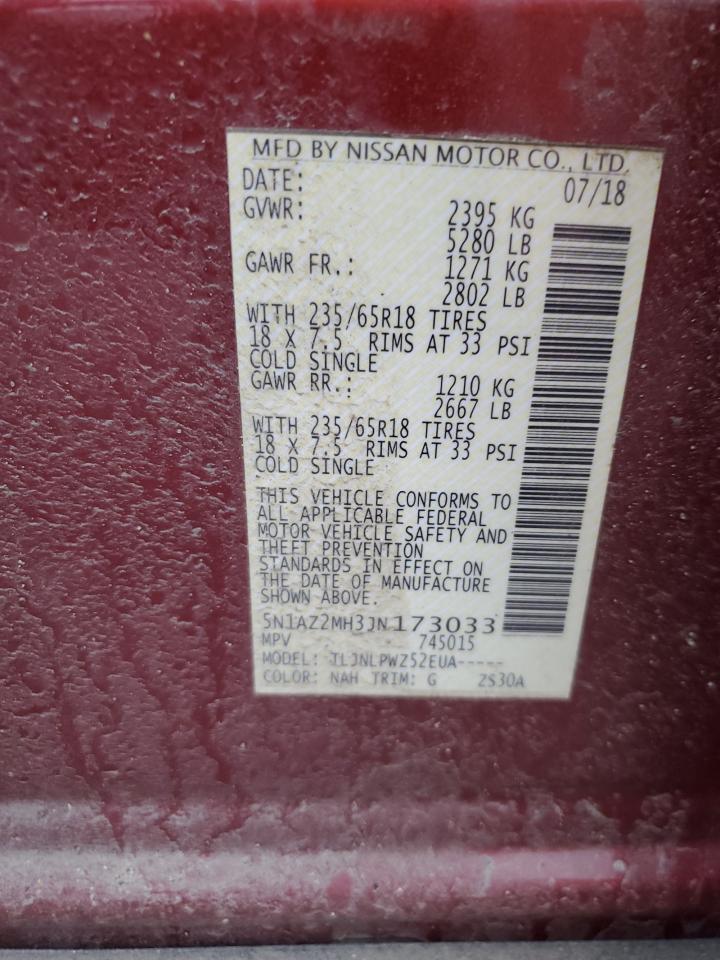 MFD BY NISSAN MOTOR CO., LTD.
DATE: 07/18
GVWR: 2395 KG
5280 LB
GAWR FR.: 1271 KG
2802 LB
WITH 235/65R18 TIRES
18 X 7.5 RIMS AT 33 PSI
COLD SINGLE
GAWR RR.: 1210 KG
2667 LB
WITH 235/65R18 TIRES
18 X 7.5 RIMS AT 33 PSI
COLD SINGLE
THIS VEHICLE CONFORMS TO
ALL APPLICABLE FEDERAL
MOTOR VEHICLE SAFETY AND
THEFT PREVENTION
STANDARDS IN EFFECT ON
THE DATE OF MANUFACTURE
SHOWN ABOVE.
5N1AZ2MH3JN173033
MPV 745015
MODEL: TLJNLPWZ52EUA-----
COLOR: NAH TRIM: G 2S30A